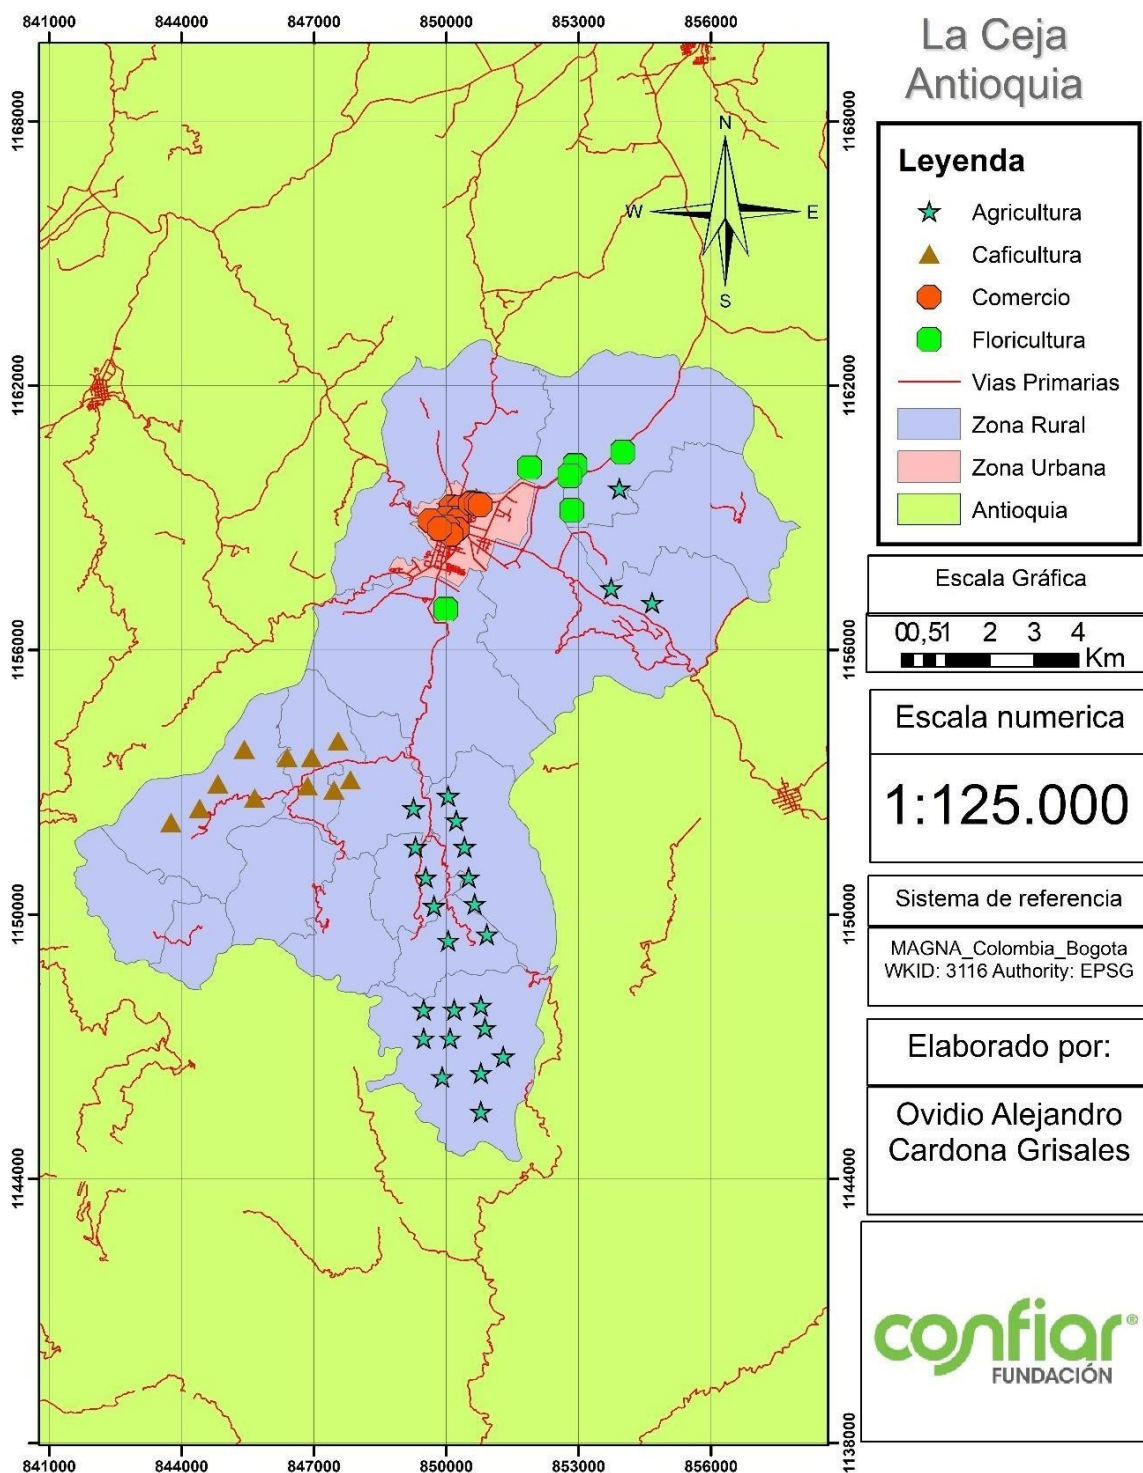 841000 844000 847000 850000 853000 856000
1168000 1168000
1162000 1162000
1156000 1156000
1150000 1150000
1144000 1144000
1138000
841000 844000 847000 850000 853000 856000
N
W E
S
La Ceja
Antioquia
Leyenda
Agricultura
Caficultura
Comercio
Floricultura
Vias Primarias
Zona Rural
Zona Urbana
Antioquia
Escala Gráfica
00,51 2 3 4
Km
Escala numerica
1:125.000
Sistema de referencia
MAGNA_Colombia_Bogota
WKID: 3116 Authority: EPSG
Elaborado por:
Ovidio Alejandro
Cardona Grisales
confiar®
FUNDACIÓN